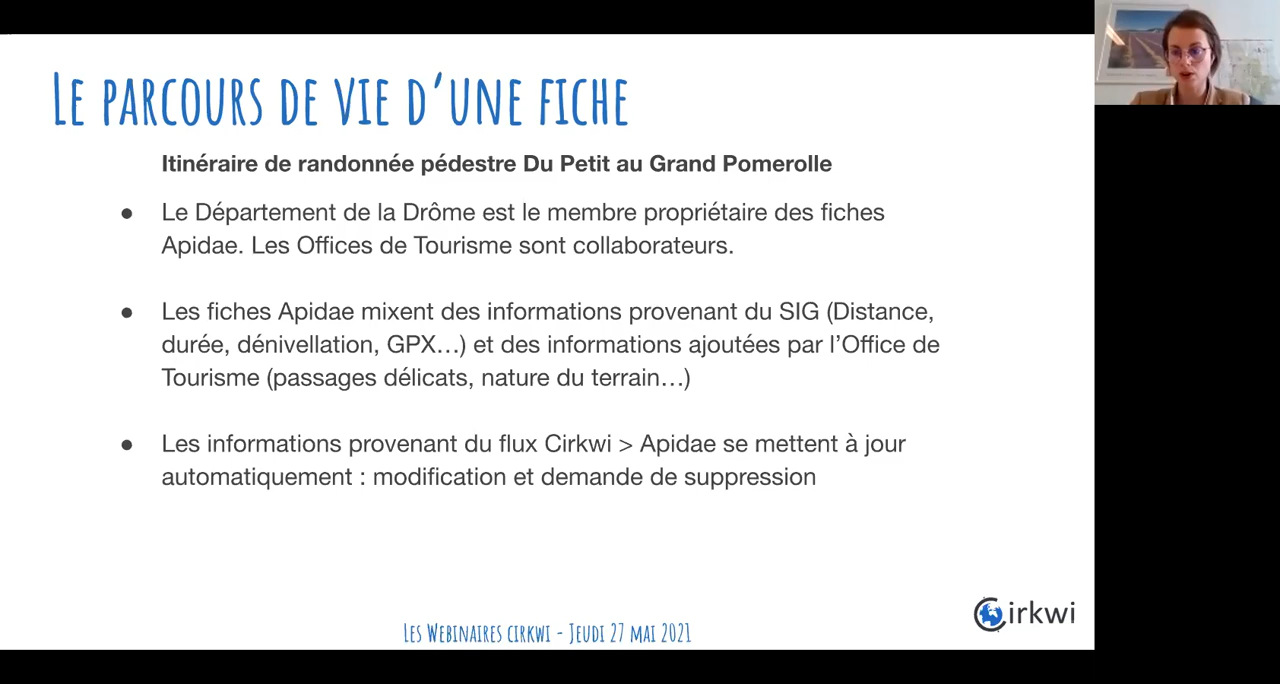 Le parcours de vie d'une fiche
Itinéraire de randonnée pédestre Du Petit au Grand Pomerolle
● Le Département de la Drôme est le membre propriétaire des fiches
Apidae. Les Offices de Tourisme sont collaborateurs.
● Les fiches Apidae mixent des informations provenant du SIG (Distance,
durée, dénivellation, GPX…) et des informations ajoutées par l’Office de
Tourisme (passages délicats, nature du terrain…)
● Les informations provenant du flux Cirkwi > Apidae se mettent à jour
automatiquement : modification et demande de suppression
Cirkwi
Les Webinaires cirkwi - Jeudi 27 mai 2021